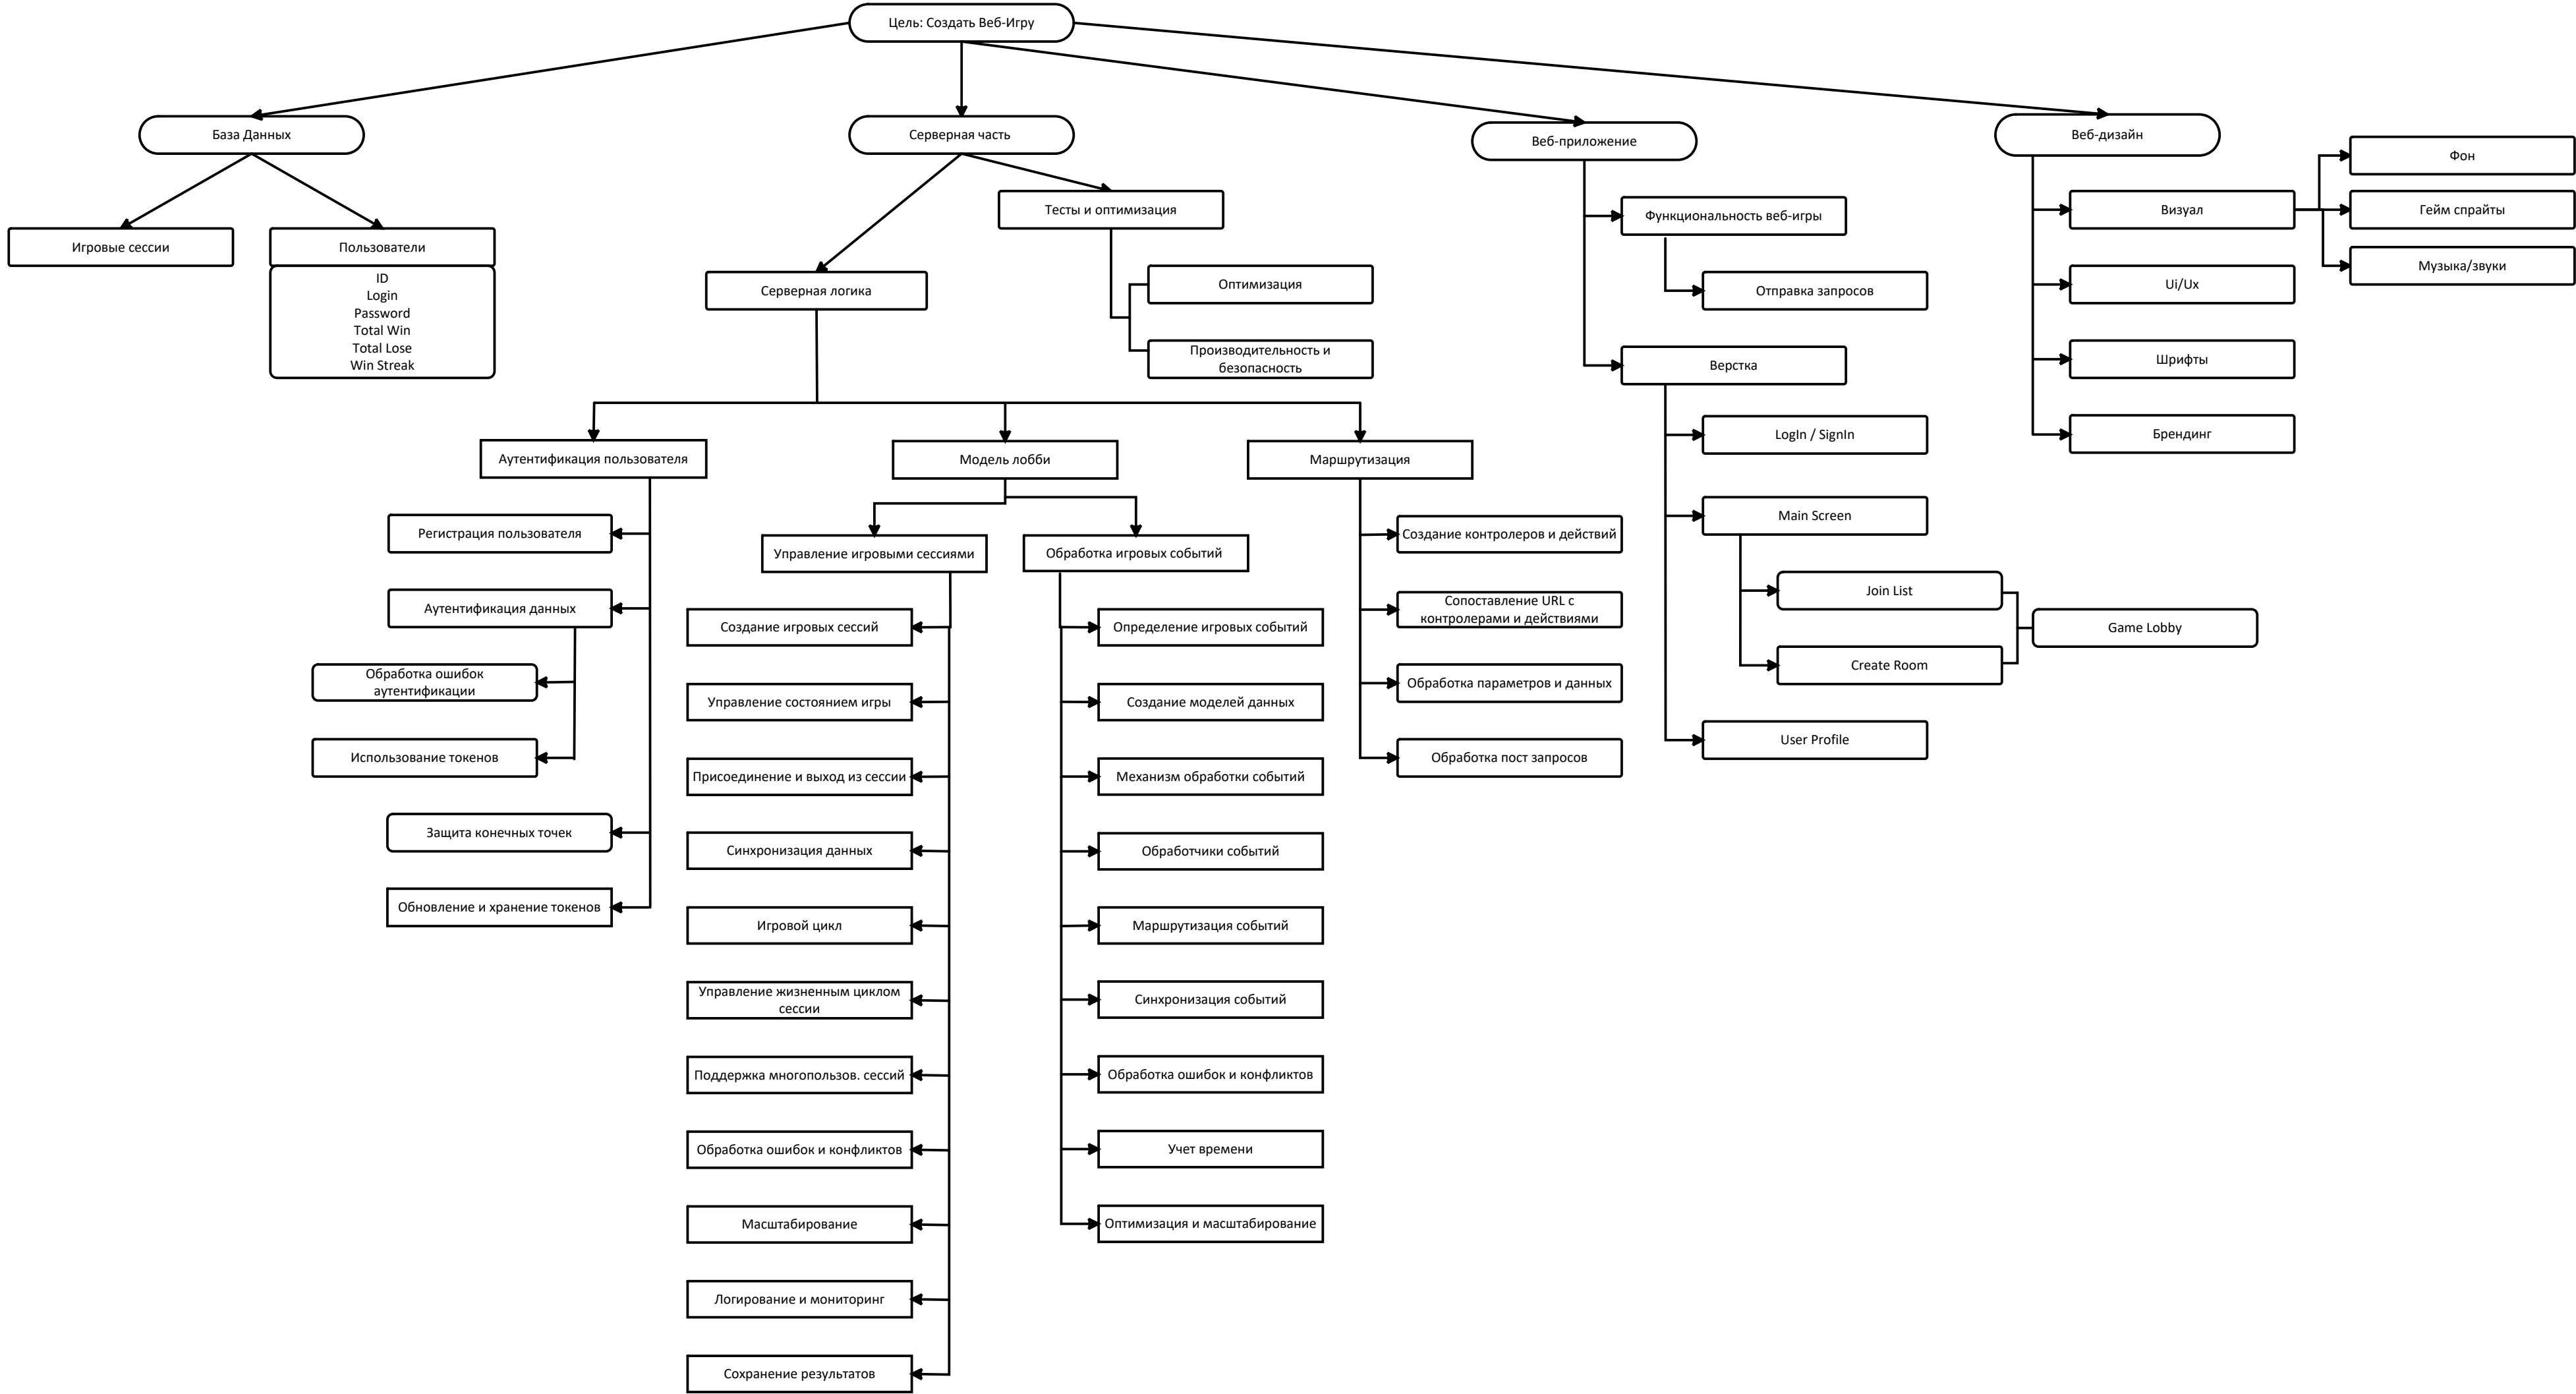 Цель: Создать Веб-Игру
База Данных
Игровые сессии
Пользователи
ID
Login
Password
Total Win
Total Lose
Win Streak
Серверная часть
Тесты и оптимизация
Оптимизация
Производительность и
безопасность
Серверная логика
Аутентификация пользователя
Регистрация пользователя
Аутентификация данных
Обработка ошибок
аутентификации
Использование токенов
Защита конечных точек
Обновление и хранение токенов
Модель лобби
Управление игровыми сессиями
Создание игровых сессий
Управление состоянием игры
Присоединение и выход из сессии
Синхронизация данных
Игровой цикл
Управление жизненным циклом
сессии
Поддержка многопользов. сессий
Обработка ошибок и конфликтов
Масштабирование
Логирование и мониторинг
Сохранение результатов
Обработка игровых событий
Определение игровых событий
Создание моделей данных
Механизм обработки событий
Обработчики событий
Маршрутизация событий
Синхронизация событий
Обработка ошибок и конфликтов
Учет времени
Оптимизация и масштабирование
Маршрутизация
Создание контролеров и действий
Сопоставление URL с
контролерами и действиями
Обработка параметров и данных
Обработка пост запросов
Веб-приложение
Функциональность веб-игры
Отправка запросов
Верстка
LogIn / SignIn
Main Screen
Join List
Create Room
Game Lobby
User Profile
Веб-дизайн
Визуал
Фон
Гейм спрайты
Музыка/звуки
Ui/Ux
Шрифты
Брендинг